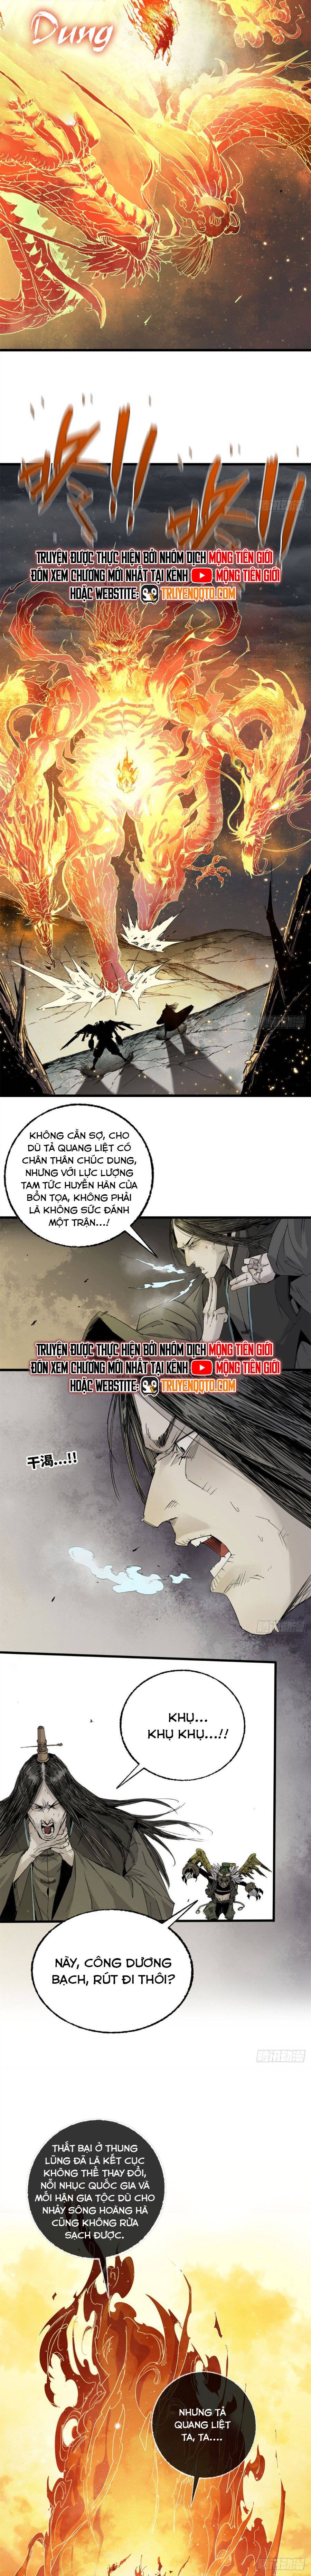 Dung
TRUYỆN ĐƯỢC THỰC HIỆN BỞI NHÓM DỊCH MỘNG TIÊN GIỚI
ĐÓN XEM CHƯƠNG MỚI NHẤT TẠI KÊNH MỘNG TIÊN GIỚI
HOẶC WEBSTITE: TRUYENQQTO.COM
KHÔNG CẦN SỢ, CHO
DÙ TẢ QUANG LIỆT CÓ
CHÂN THÂN CHÚC DUNG,
NHƯNG VỚI LỰC LƯỢNG
TAM TỨC HUYỀN HÀN CỦA
BỔN TỌA, KHÔNG PHẢI
LÀ KHÔNG SỨC ĐÁNH
MỘT TRẬN...!
TRUYỆN ĐƯỢC THỰC HIỆN BỞI NHÓM DỊCH MỘNG TIÊN GIỚI
ĐÓN XEM CHƯƠNG MỚI NHẤT TẠI KÊNH MỘNG TIÊN GIỚI
HOẶC WEBSTITE: TRUYENQQTO.COM
干渴...!!
KHỤ...
KHỤ KHỤ...!!
NÀY, CÔNG DƯƠNG
BẠCH, RÚT ĐI THÔI?
腾讯动漫
THẤT BẠI Ở THUNG
LŨNG ĐÃ LÀ KẾT CỤC
KHÔNG THỂ THAY ĐỔI,
NỖI NHỤC QUỐC GIA VÀ
MỐI HẬN GIA TỘC DÙ CHO
NHẢY SÔNG HOÀNG HÀ
CŨNG KHÔNG RỬA
SẠCH ĐƯỢC.
NHƯNG TẢ
QUANG LIỆT
TA, TA....